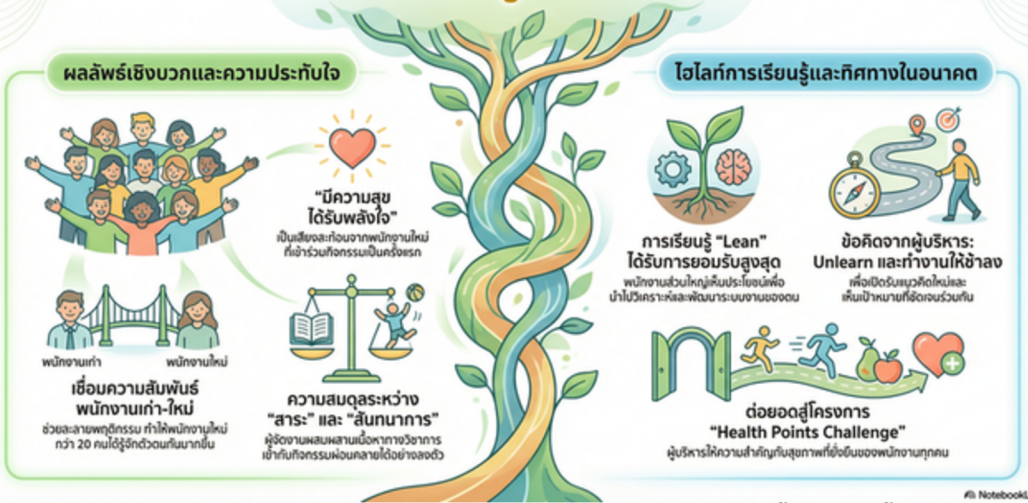 ผลลัพธ์เชิงบวกและความประทับใจ
"มีความสุข
ได้รับพลังใจ"
เป็นเสียงสะท้อนจากพนักงานใหม่
ที่เข้าร่วมกิจกรรมเป็นครั้งแรก
พนักงานเก่า
พนักงานใหม่
เชื่อมความสัมพันธ์
พนักงานเก่า-ใหม่
ช่วยละลายพฤติกรรม ทำให้พนักงานใหม่
กว่า 20 คนได้รู้จักตัวตนกันมากขึ้น
ความสมดุลระหว่าง
"สาระ" และ "สันทนาการ"
ผู้จัดงานผสมผสานเนื้อหาทางวิชาการ
เข้ากับกิจกรรมผ่อนคลายได้อย่างลงตัว
ไฮไลท์การเรียนรู้และทิศทางในอนาคต
การเรียนรู้ "Lean"
ได้รับการยอมรับสูงสุด
พนักงานส่วนใหญ่เห็นประโยชน์เพื่อ
นำไปวิเคราะห์และพัฒนาระบบงานของตน
ข้อคิดจากผู้บริหาร:
Unlearn และทำงานให้ช้าลง
เพื่อเปิดรับแนวคิดใหม่และ
เห็นเป้าหมายที่ชัดเจนร่วมกัน
ต่อยอดสู่โครงการ
"Health Points Challenge"
ผู้บริหารให้ความสำคัญกับสุขภาพที่ยั่งยืนของพนักงานทุกคน